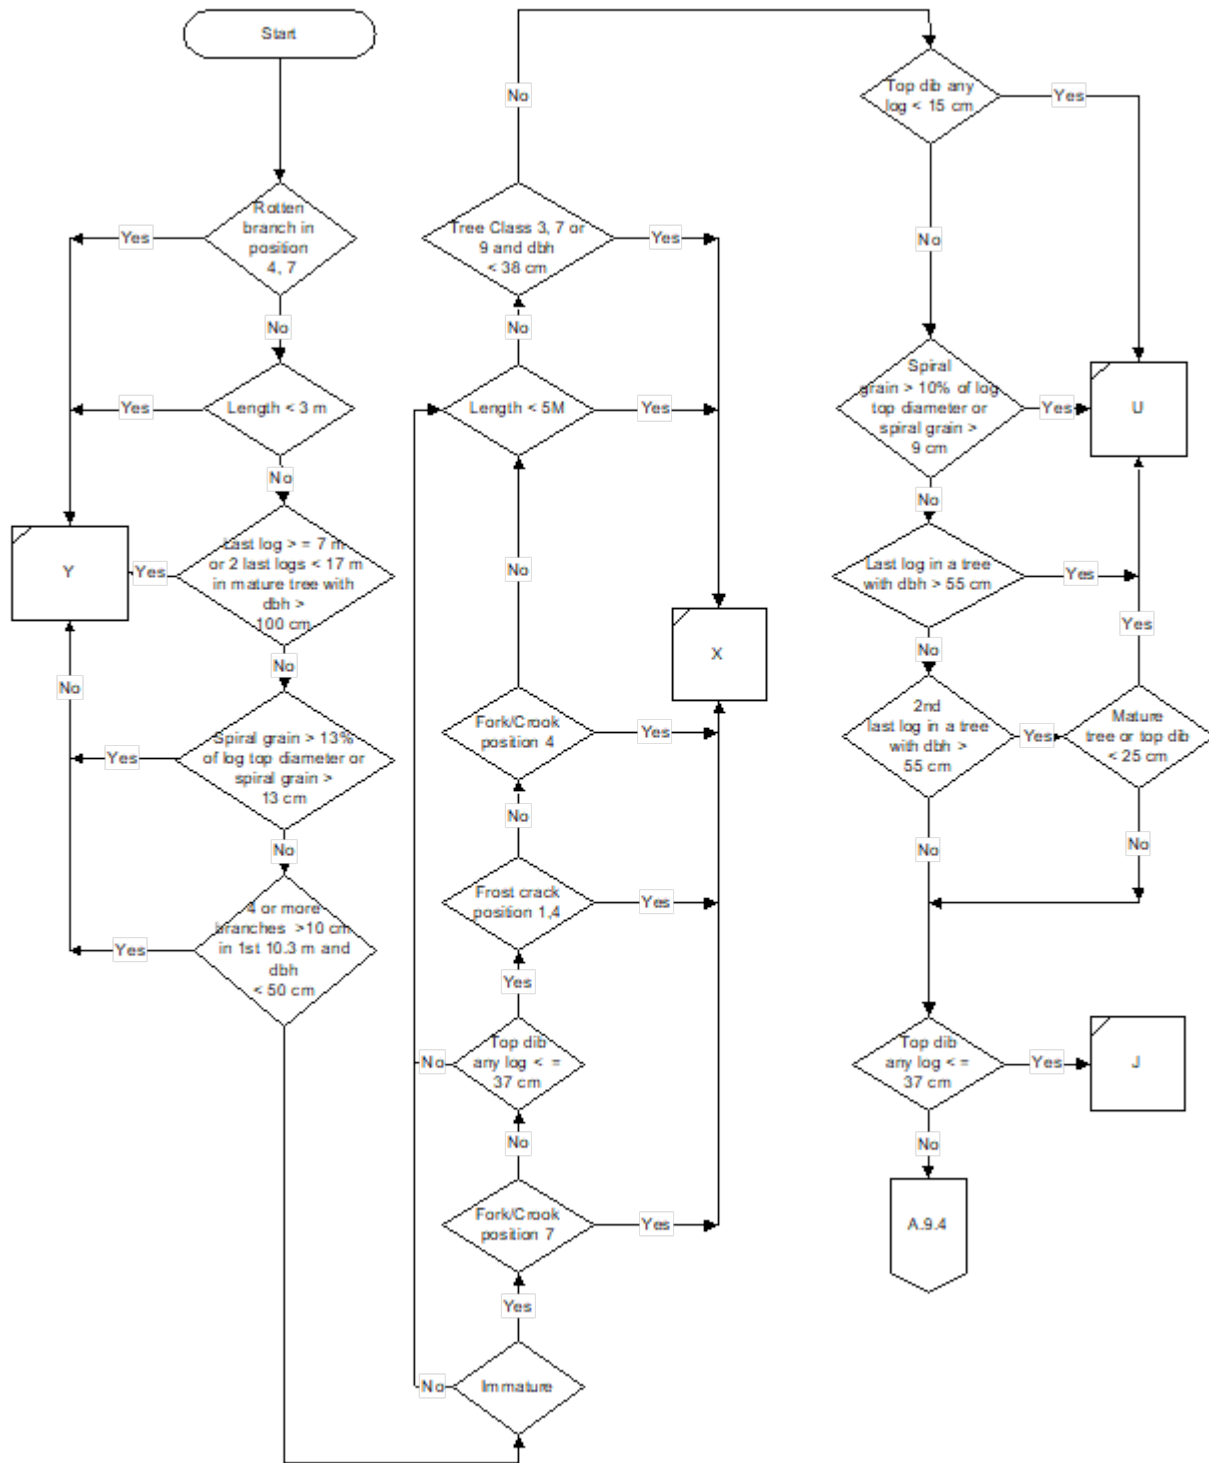 Start
Rotten
branch in
position
4, 7
Yes
No
Length < 3 m
Yes
No
Last log > = 7 m
or 2 last logs < 17 m
in mature tree with
dbh >
100 cm
Yes
Y
No
No
Spiral grain > 13%
of log top diameter or
spiral grain >
13 cm
Yes
No
4 or more
branches >10 cm
in 1st 10.3 m and
dbh
< 50 cm
Yes
No
Tree Class 3, 7 or
9 and dbh
< 38 cm
Yes
No
Length < 5M
Yes
No
X
Fork/Crook
position 4
Yes
No
Frost crack
position 1,4
Yes
Yes
Top dib
any log < =
37 cm
No
No
Fork/Crook
position 7
Yes
Yes
Immature
No
Top dib any
log < 15 cm
Yes
No
Spiral
grain > 10% of log
top diameter or
spiral grain >
9 cm
Yes
U
No
Last log in a tree
with dbh > 55 cm
Yes
Yes
No
2nd
last log in a tree
with dbh >
55 cm
Yes
Mature
tree or top dib
< 25 cm
No
No
Top dib
any log < =
37 cm
Yes
J
No
A.9.4